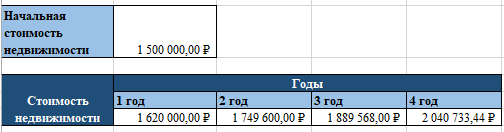 Начальная
стоимость
недвижимости 1 500 000,00 ₽
Годы
Стоимость
недвижимости
1 год 2 год 3 год 4 год
1 620 000,00 ₽ 1 749 600,00 ₽ 1 889 568,00 ₽ 2 040 733,44 ₽